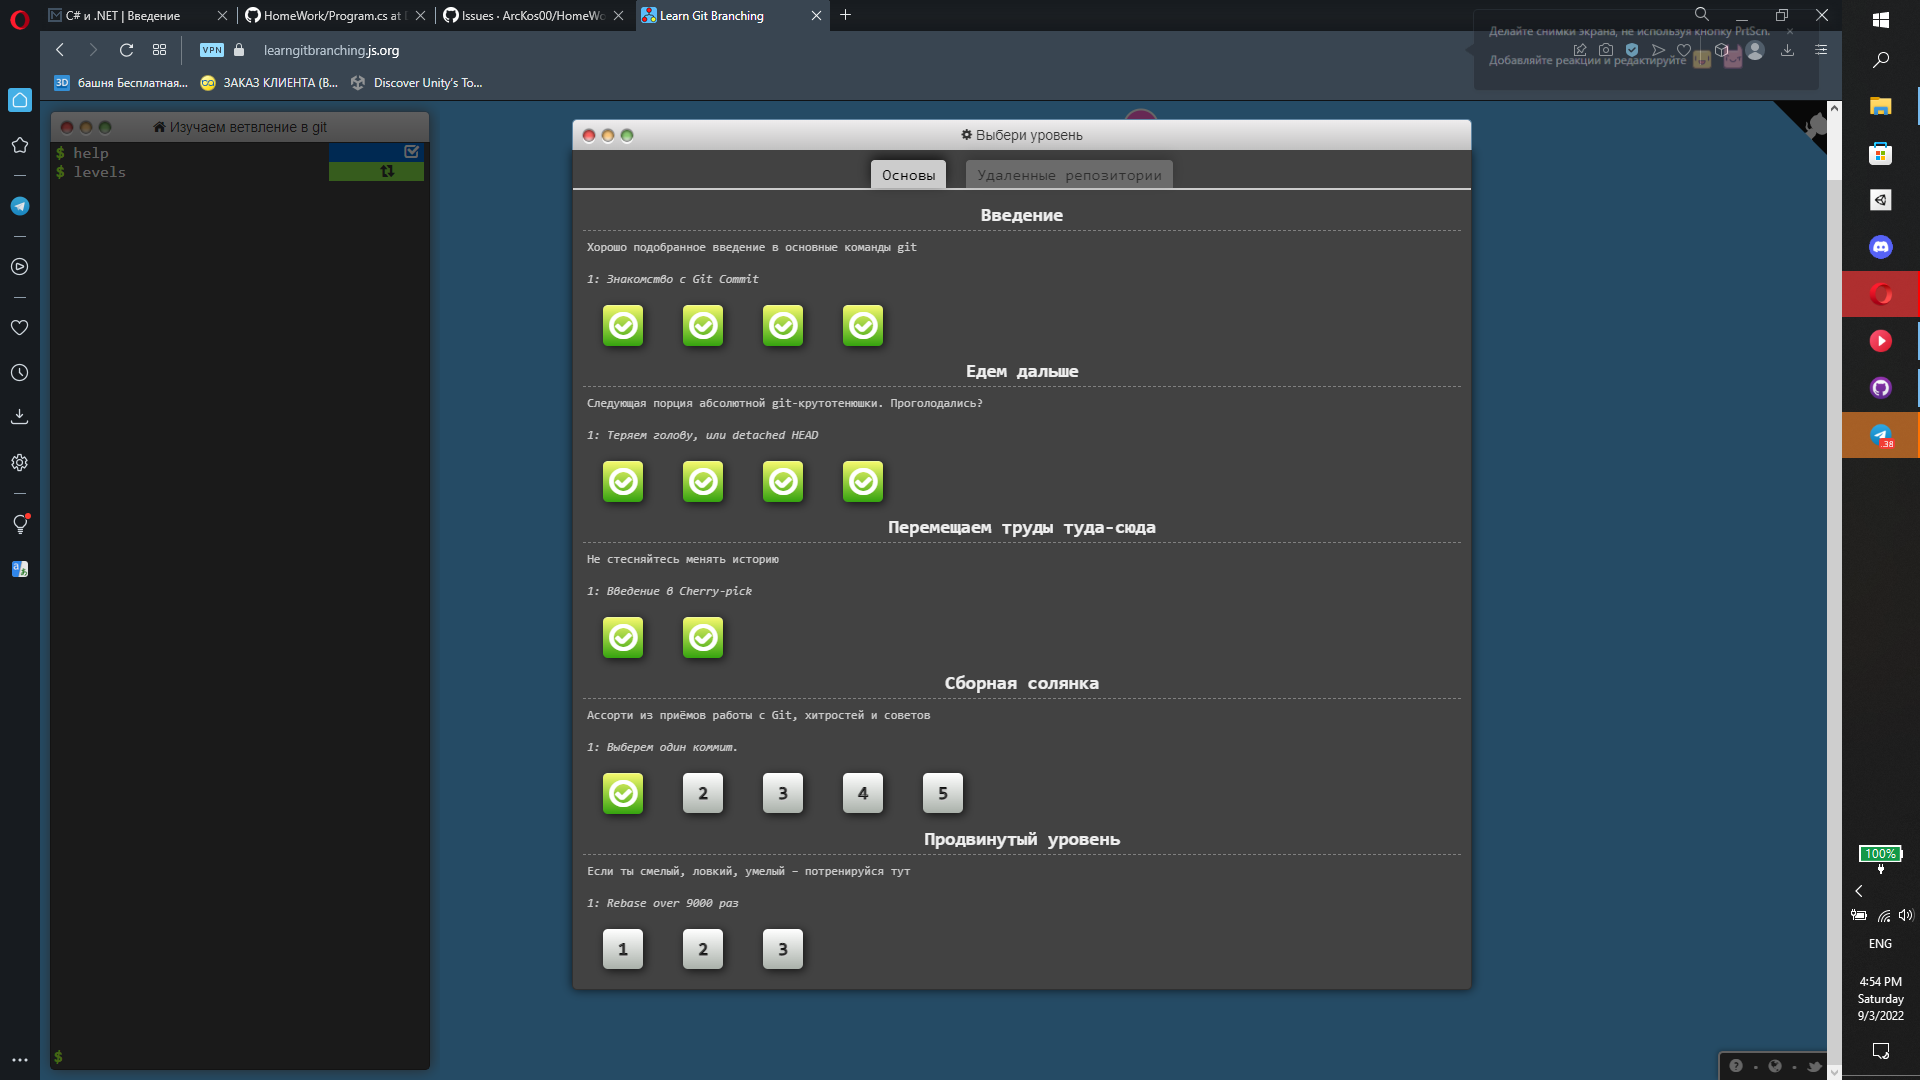 C# и .NET | Введение
HomeWork/Program.cs at
Issues · ArcKos00/HomeWo
Learn Git Branching
VPN
learngitbranching.js.org
Делайте снимки экрана, не используя кнопку PrtScn.
Добавляйте реакции и редактируйте
3D
башня Бесплатная...
ЗАКАЗ КЛИЕНТА (B...
Discover Unity's To...
Изучаем ветвление в git
$ help
$ levels
$
Выбери уровень
Основы
Удаленные репозитории
Введение
Хорошо подобранное введение в основные команды git
1: Знакомство с Git Commit
Едем дальше
Следующая порция абсолютной git-крутотенюшки. Проголодались?
1: Теряем голову, или detached HEAD
Перемещаем труды туда-сюда
Не стесняйтесь менять историю
1: Введение в Cherry-pick
Сборная солянка
Ассорти из приёмов работы с Git, хитростей и советов
1: Выберем один коммит.
2 3 4 5
Продвинутый уровень
Если ты смелый, ловкий, умелый – потренируйся тут
1: Rebase over 9000 раз
1 2 3
100%
ENG
4:54 PM
Saturday
9/3/2022